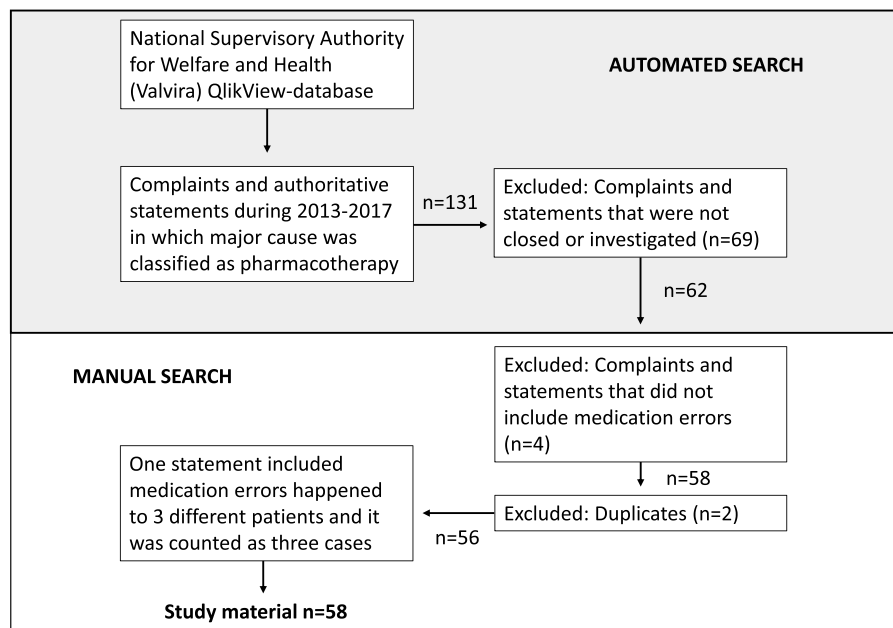 National Supervisory Authority
for Welfare and Health
(Valvira) QlikView-database
AUTOMATED SEARCH
Complaints and authoritative
statements during 2013-2017
in which major cause was
classified as pharmacotherapy
n=131
Excluded: Complaints and
statements that were not
closed or investigated (n=69)
n=62
MANUAL SEARCH
Excluded: Complaints and
statements that did not
include medication errors
(n=4)
n=58
Excluded: Duplicates (n=2)
n=56
One statement included
medication errors happened
to 3 different patients and it
was counted as three cases
Study material n=58